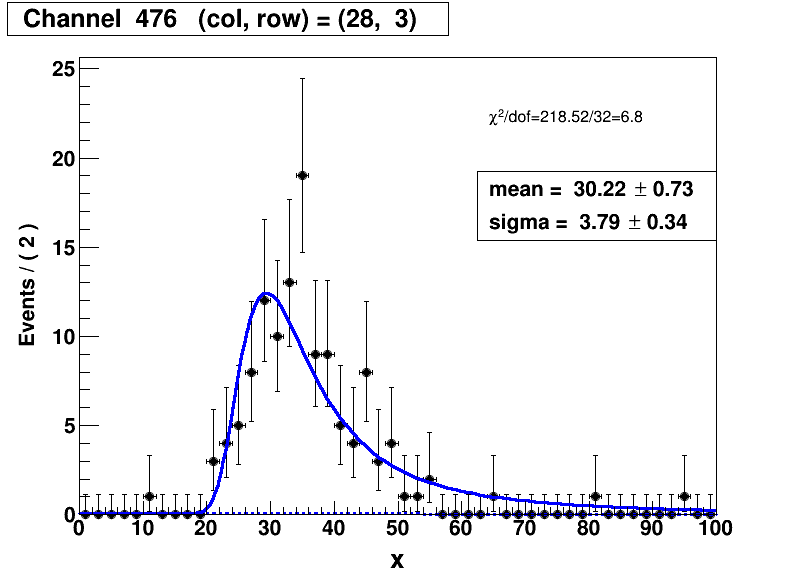 Channel 476 (col, row) = (28, 3)
χ²/dof=218.52/32=6.8
mean = 30.22 ± 0.73
sigma = 3.79 ± 0.34
Events / ( 2 )
25
20
15
10
5
0
0 10 20 30 40 50 60 70 80 90 100
x